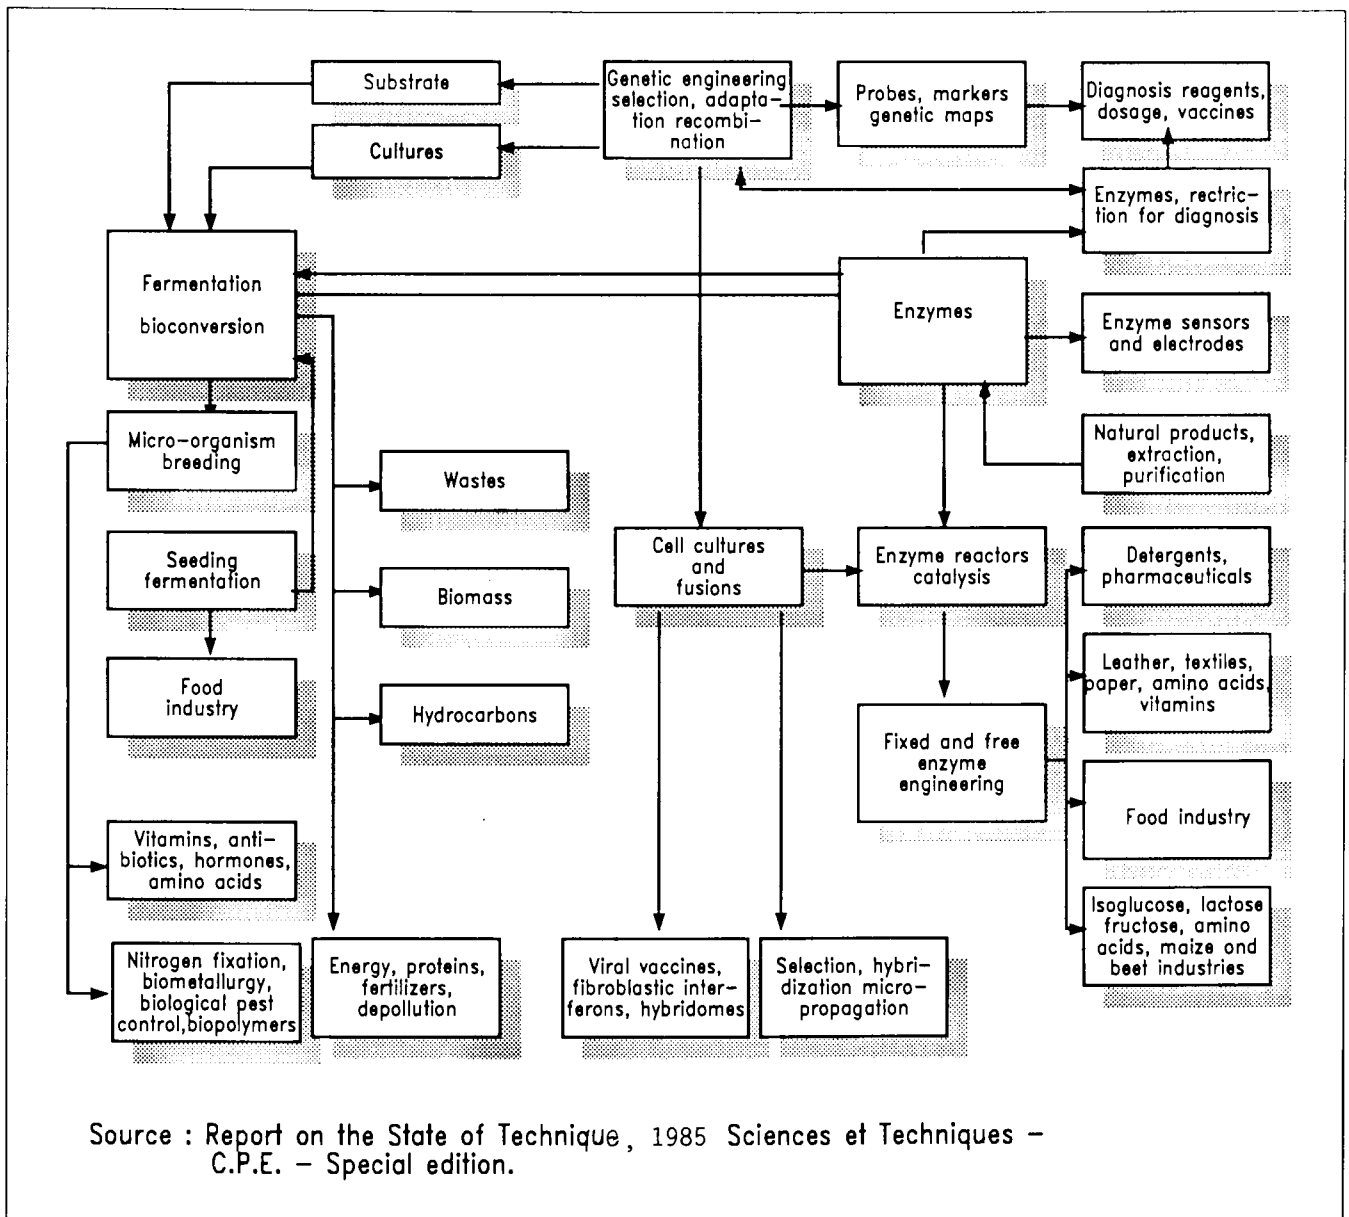 Substrate
Genetic engineering
selection, adapta-
tion recombi-
nation
Probes, markers
genetic maps
Diagnosis reagents,
dosage, vaccines
Cultures
Enzymes, rectric-
tion for diagnosis
Fermentation
bioconversion
Enzymes
Enzyme sensors
and electrodes
Micro-organism
breeding
Natural products,
extraction,
purification
Wastes
Seeding
fermentation
Cell cultures
and
fusions
Enzyme reactors
catalysis
Detergents,
pharmaceuticals
Biomass
Food
industry
Leather, textiles,
paper, amino acids,
vitamins
Hydrocarbons
Fixed and free
enzyme
engineering
Food industry
Vitamins, anti-
biotics, hormones,
amino acids
Isoglucose, lactose
fructose, amino
acids, maize ond
beet industries
Nitrogen fixation,
biometallurgy,
biological pest
control,biopolymers
Energy, proteins,
fertilizers,
depollution
Viral vaccines,
fibroblastic inter-
ferons, hybridomes
Selection, hybri-
dization micro-
propagation
Source : Report on the State of Technique, 1985 Sciences et Techniques -
C.P.E. - Special edition.